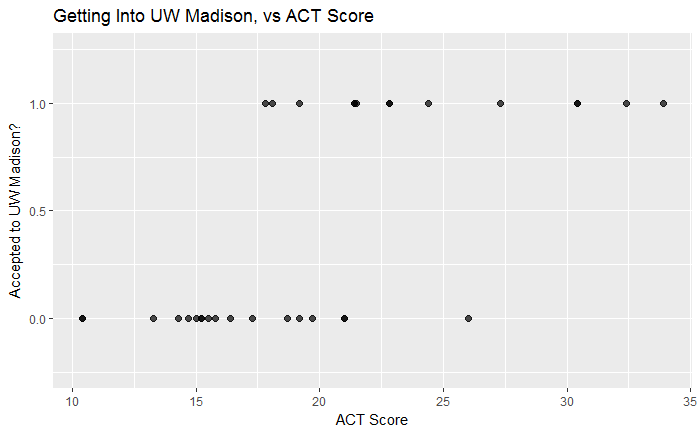 Getting Into UW Madison, vs ACT Score
Accepted to UW Madison?
1.0
0.5
0.0
10 15 20 25 30 35
ACT Score